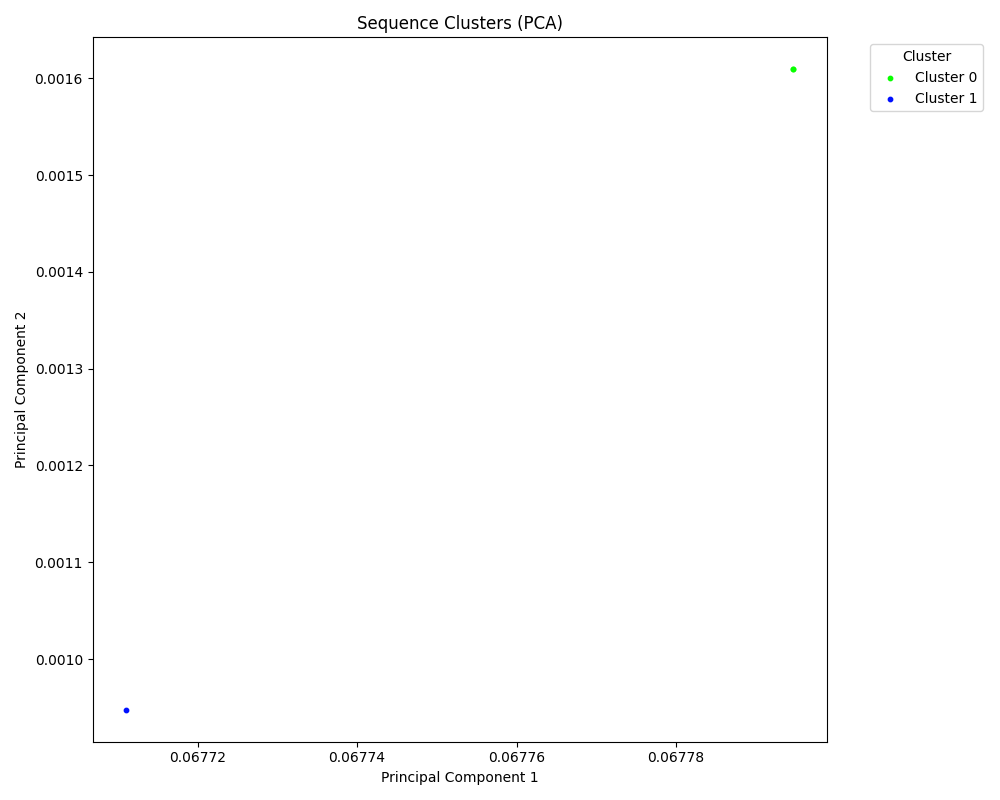 Sequence Clusters (PCA)
Cluster
Cluster 0
Cluster 1
0.0016
0.0015
0.0014
0.0013
0.0012
0.0011
0.0010
Principal Component 2
0.06772
0.06774
0.06776
0.06778
Principal Component 1